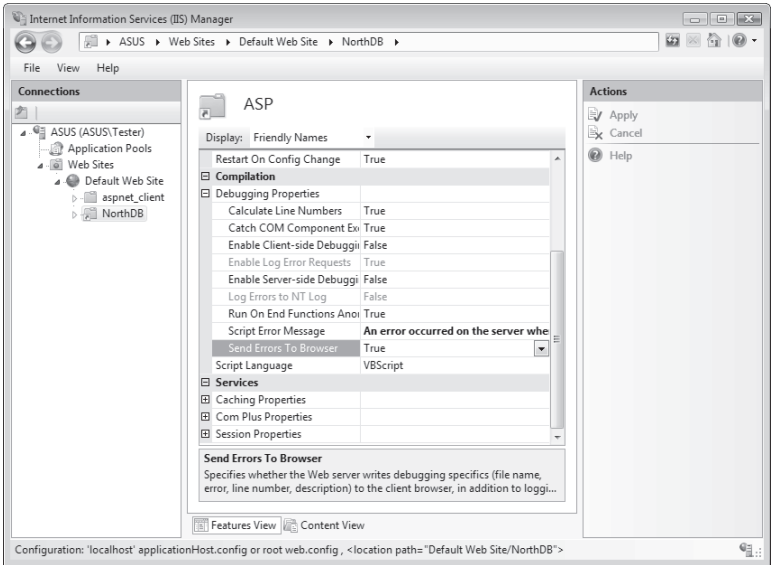 Internet Information Services (IIS) Manager
ASUS Web Sites Default Web Site NorthDB
File View Help
Connections
ASUS (ASUS\Tester)
Application Pools
Web Sites
Default Web Site
aspnet_client
NorthDB
ASP
Display: Friendly Names
Restart On Config Change True
Compilation
Debugging Properties
Calculate Line Numbers True
Catch COM Component Ex True
Enable Client-side Debuggi False
Enable Log Error Requests True
Enable Server-side Debuggi False
Log Errors to NT Log False
Run On End Functions Anon True
Script Error Message An error occurred on the server whe
Send Errors To Browser True
Script Language VBScript
Services
Caching Properties
Com Plus Properties
Session Properties
Send Errors To Browser
Specifies whether the Web server writes debugging specifics (file name,
error, line number, description) to the client browser, in addition to loggi...
Features View Content View
Actions
Apply
Cancel
Help
Configuration: 'localhost' applicationHost.config or root web.config , <location path="Default Web Site/NorthDB">